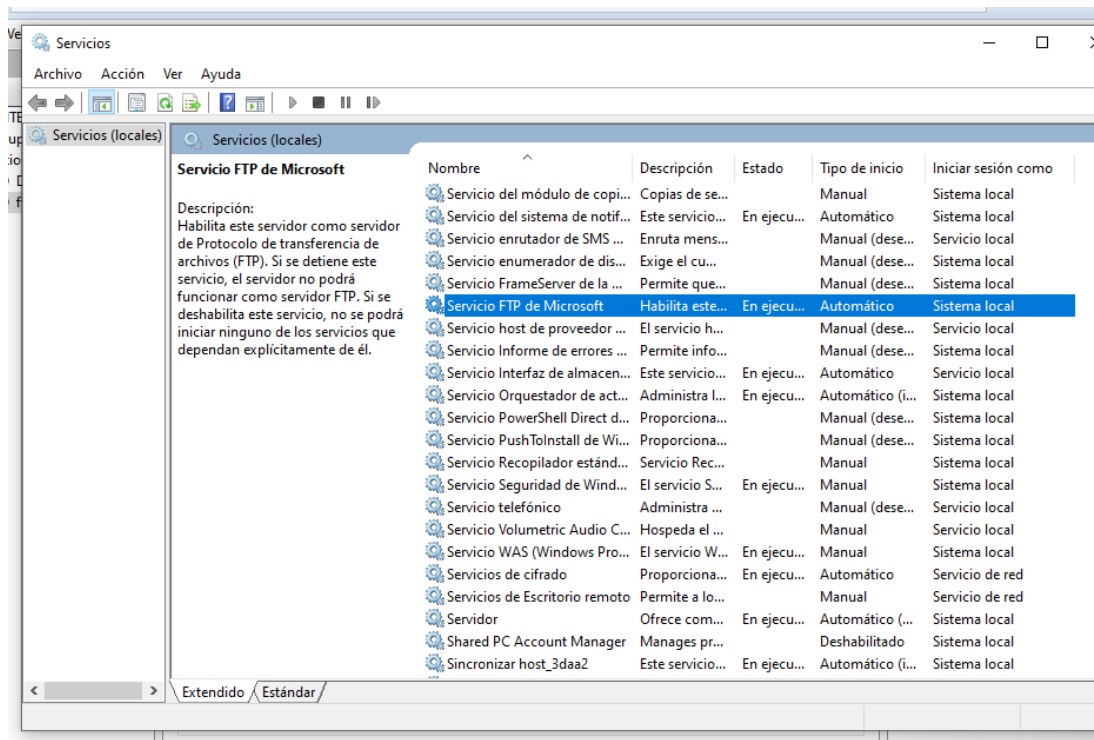 Servicios
Archivo Acción Ver Ayuda
Servicios (locales)
Servicios (locales)
Servicio FTP de Microsoft
Descripción:
Habilita este servidor como servidor
de Protocolo de transferencia de
archivos (FTP). Si se detiene este
servicio, el servidor no podrá
funcionar como servidor FTP. Si se
deshabilita este servicio, no se podrá
iniciar ninguno de los servicios que
dependan explícitamente de él.
Nombre Descripción Estado Tipo de inicio Iniciar sesión como
Servicio del módulo de copi... Copias de se... Manual Sistema local
Servicio del sistema de notif... Este servicio... En ejecu... Automático Sistema local
Servicio enrutador de SMS ... Enruta mens... Manual (dese... Servicio local
Servicio enumerador de dis... Exige el cu... Manual (dese... Sistema local
Servicio FrameServer de la ... Permite que... Manual (dese... Sistema local
Servicio FTP de Microsoft Habilita este... En ejecu... Automático Sistema local
Servicio host de proveedor ... El servicio h... Manual (dese... Servicio local
Servicio Informe de errores ... Permite info... Manual (dese... Sistema local
Servicio Interfaz de almacen... Este servicio... En ejecu... Automático Servicio local
Servicio Orquestador de act... Administra l... En ejecu... Automático (i... Sistema local
Servicio PowerShell Direct d... Proporciona... Manual (dese... Sistema local
Servicio PushToInstall de Wi... Proporciona... Manual (dese... Sistema local
Servicio Recopilador estánd... Servicio Rec... Manual Sistema local
Servicio Seguridad de Wind... El servicio S... En ejecu... Manual Sistema local
Servicio telefónico Administra ... Manual (dese... Servicio local
Servicio Volumetric Audio C... Hospeda el ... Manual Servicio local
Servicio WAS (Windows Pro... El servicio W... En ejecu... Manual Sistema local
Servicios de cifrado Proporciona... En ejecu... Automático Servicio de red
Servicios de Escritorio remoto Permite a lo... Manual Servicio de red
Servidor Ofrece com... En ejecu... Automático (... Sistema local
Shared PC Account Manager Manages pr... Deshabilitado Sistema local
Sincronizar host_3daa2 Este servicio... En ejecu... Automático (i... Sistema local
Extendido Estándar